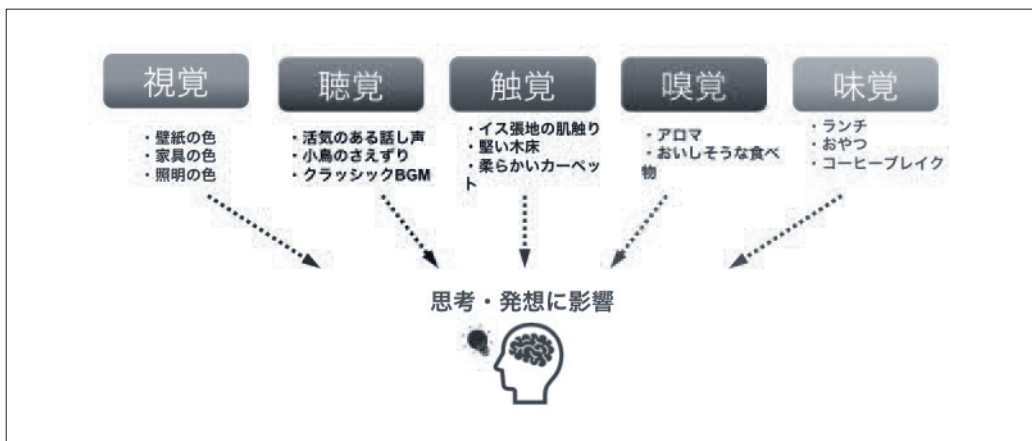 視覚
・壁紙の色
・家具の色
・照明の色
聴覚
・活気のある話し声
・小鳥のさえずり
・クラッシックBGM
触覚
・イス張地の肌触り
・堅い木床
・柔らかいカーペッ
ト
嗅覚
・アロマ
・おいしそうな食べ
物
味覚
・ランチ
・おやつ
・コーヒーブレイク
思考・発想に影響